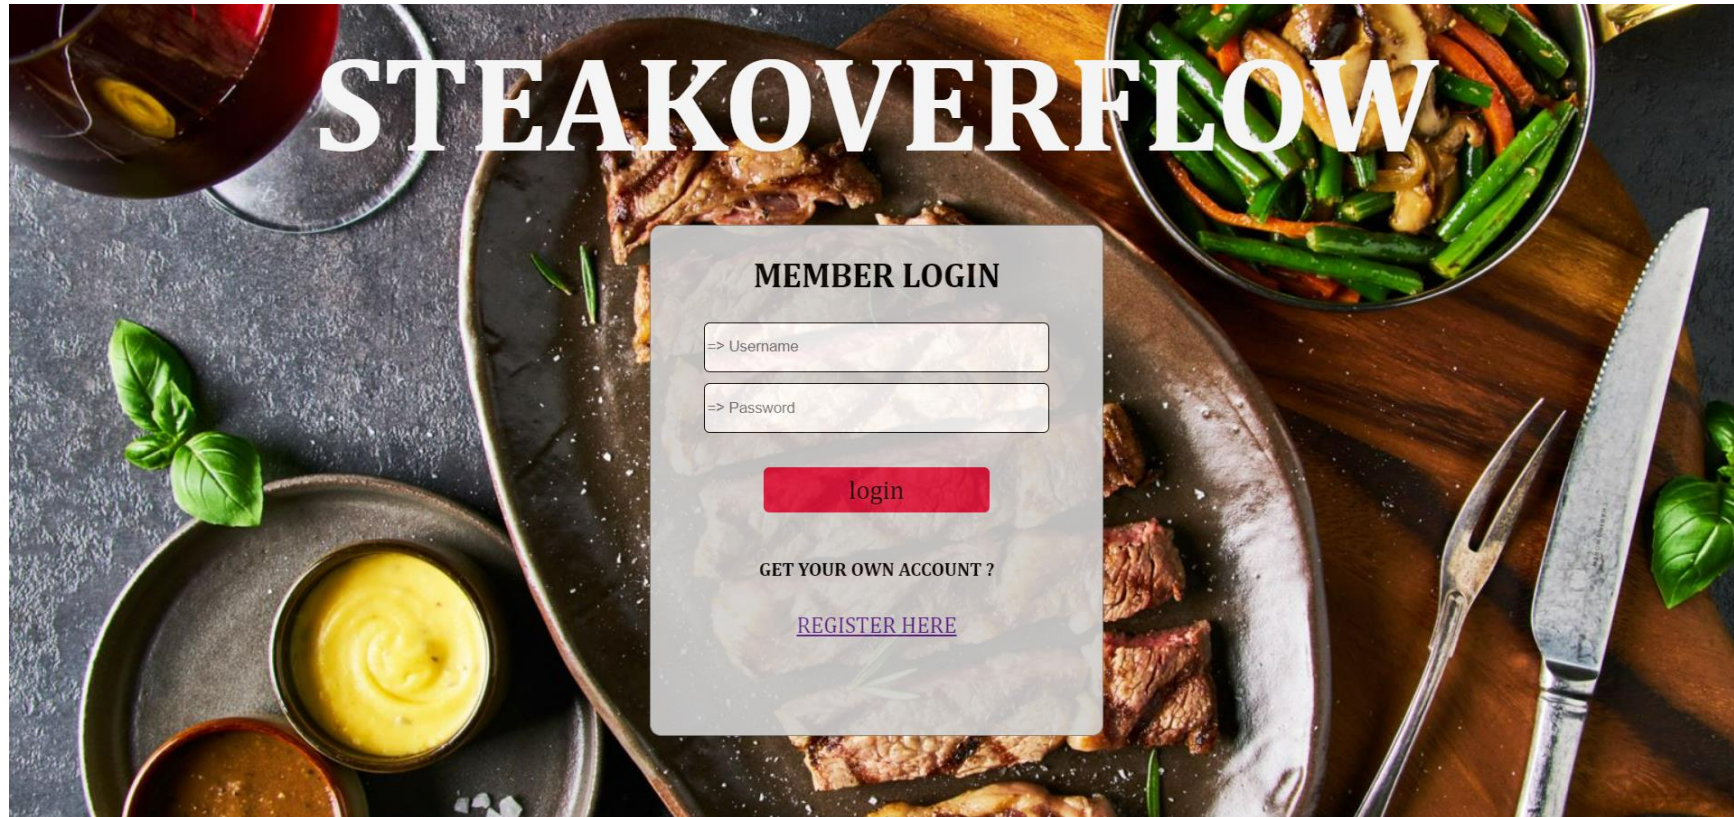 STEAKOVERFLOW
MEMBER LOGIN
=> Username
=> Password
login
GET YOUR OWN ACCOUNT ?
REGISTER HERE